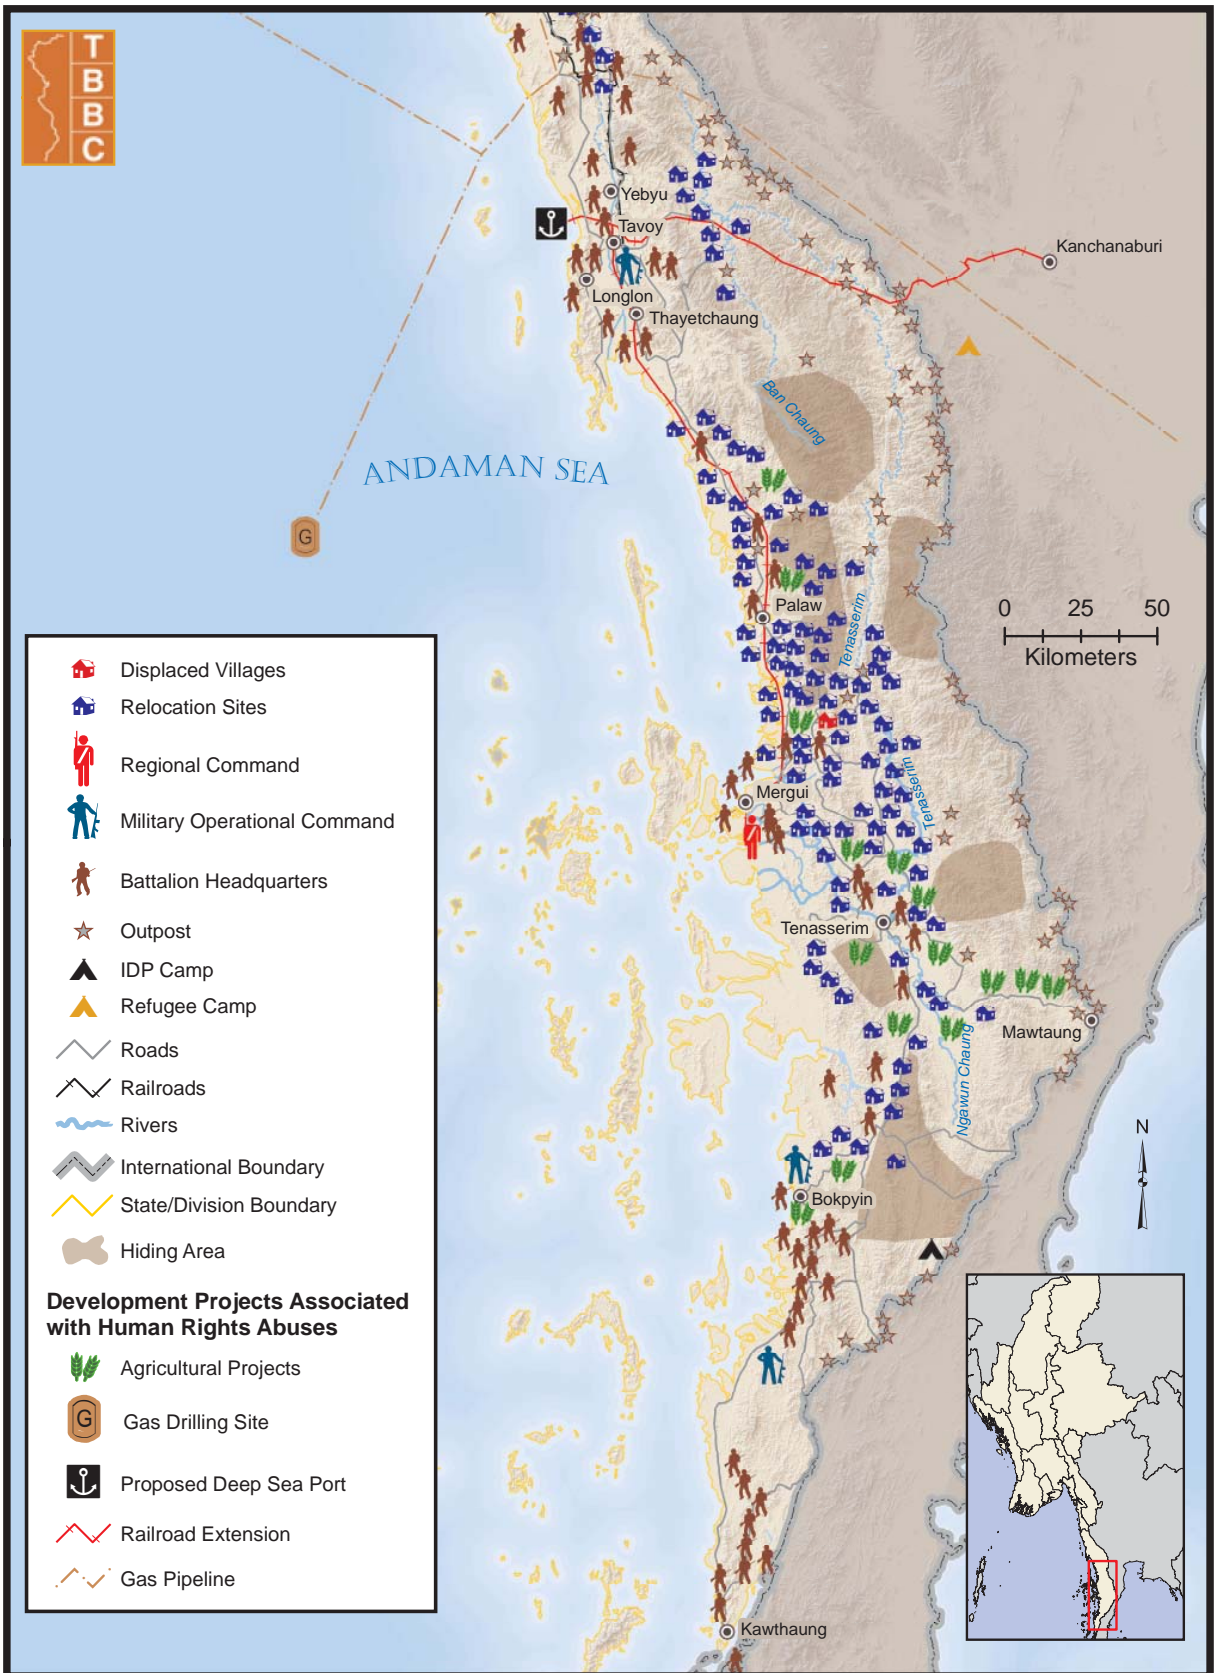 T
B
B
C
Yebyu
Tavoy
Kanchanaburi
Longlon
Thayetchaung
Ban Chaung
ANDAMAN SEA
G
Palaw
Tenasserim
0 25 50
Kilometers
Tenasserim
Mergui
Tenasserim
Mawtaung
Ngawun Chaung
N
Bokpyin
Kawthaung
Displaced Villages
Relocation Sites
Regional Command
Military Operational Command
Battalion Headquarters
Outpost
IDP Camp
Refugee Camp
Roads
Railroads
Rivers
International Boundary
State/Division Boundary
Hiding Area
Development Projects Associated
with Human Rights Abuses
Agricultural Projects
G
Gas Drilling Site
Proposed Deep Sea Port
Railroad Extension
Gas Pipeline